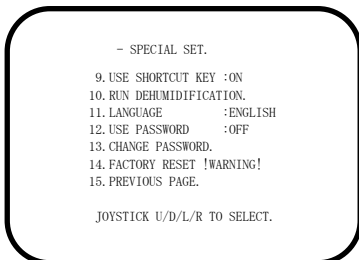 - SPECIAL SET.
9. USE SHORTCUT KEY :ON
10. RUN DEHUMIDIFICATION.
11. LANGUAGE :ENGLISH
12. USE PASSWORD :OFF
13. CHANGE PASSWORD.
14. FACTORY RESET !WARNING!
15. PREVIOUS PAGE.
JOYSTICK U/D/L/R TO SELECT.